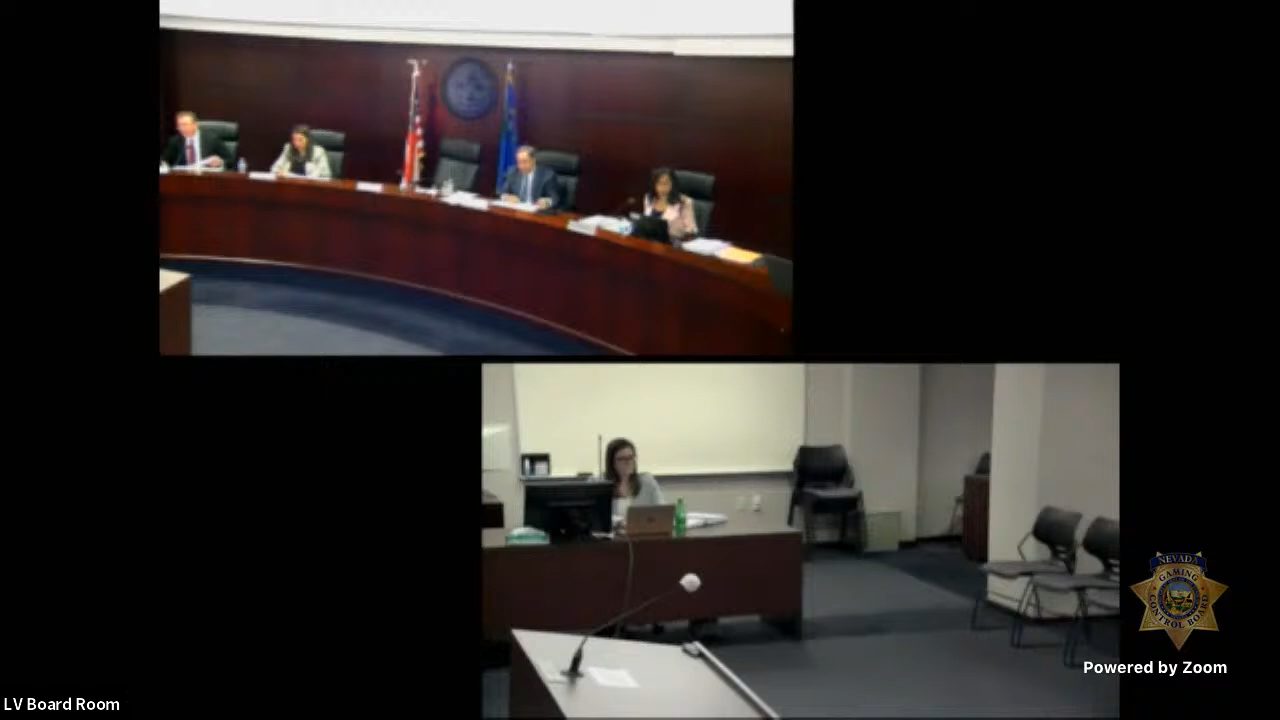 NEVADA
GAMING
CONTROL BOARD
Powered by Zoom
LV Board Room